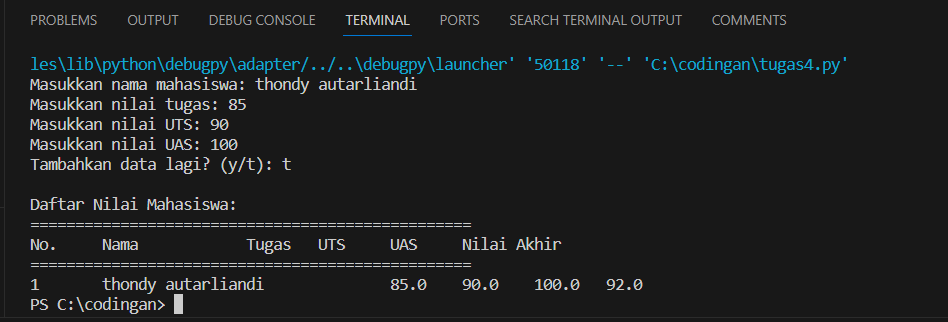 PROBLEMS OUTPUT DEBUG CONSOLE TERMINAL PORTS SEARCH TERMINAL OUTPUT COMMENTS
les\lib\python\debugpy\adapter/../..\debugpy\launcher' '50118' '--' 'C:\codingan\tugas4.py'
Masukkan nama mahasiswa: thondy autarliandi
Masukkan nilai tugas: 85
Masukkan nilai UTS: 90
Masukkan nilai UAS: 100
Tambahkan data lagi? (y/t): t
Daftar Nilai Mahasiswa:
=================================================
No. Nama Tugas UTS UAS Nilai Akhir
=================================================
1 thondy autarliandi 85.0 90.0 100.0 92.0
PS C:\codingan>